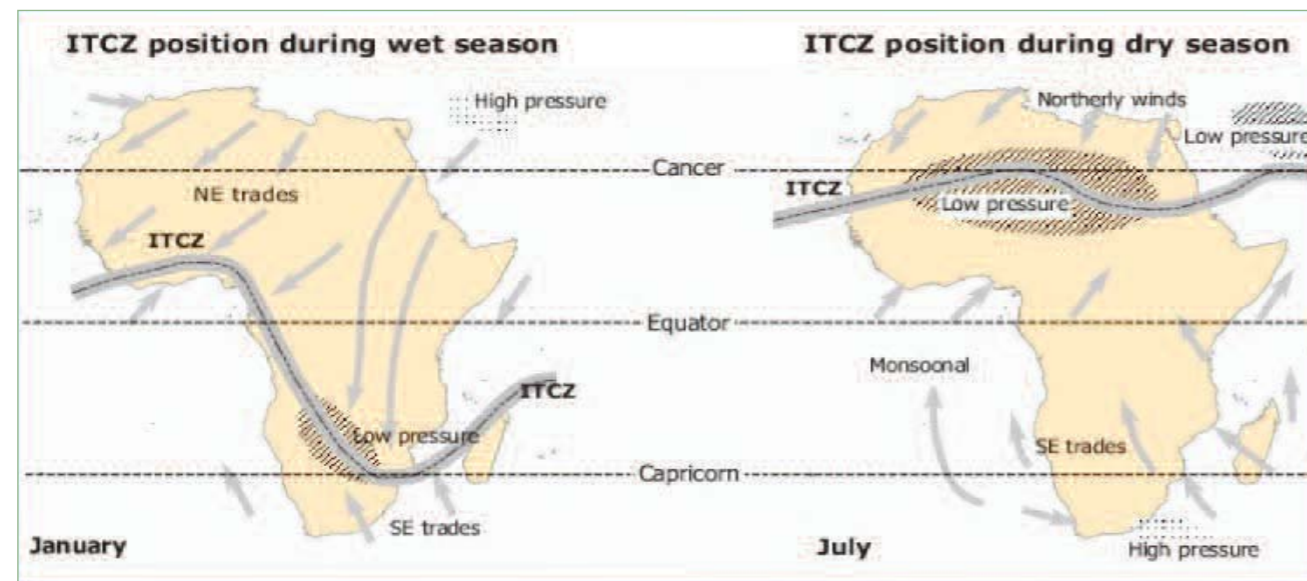 ITCZ position during wet season
High pressure
NE trades
ITCZ
ITCZ
Low pressure
SE trades
January
Cancer
Equator
Capricorn
ITCZ position during dry season
Northerly winds
Low pressure
ITCZ
Low pressure
Monsoonal
SE trades
July
High pressure